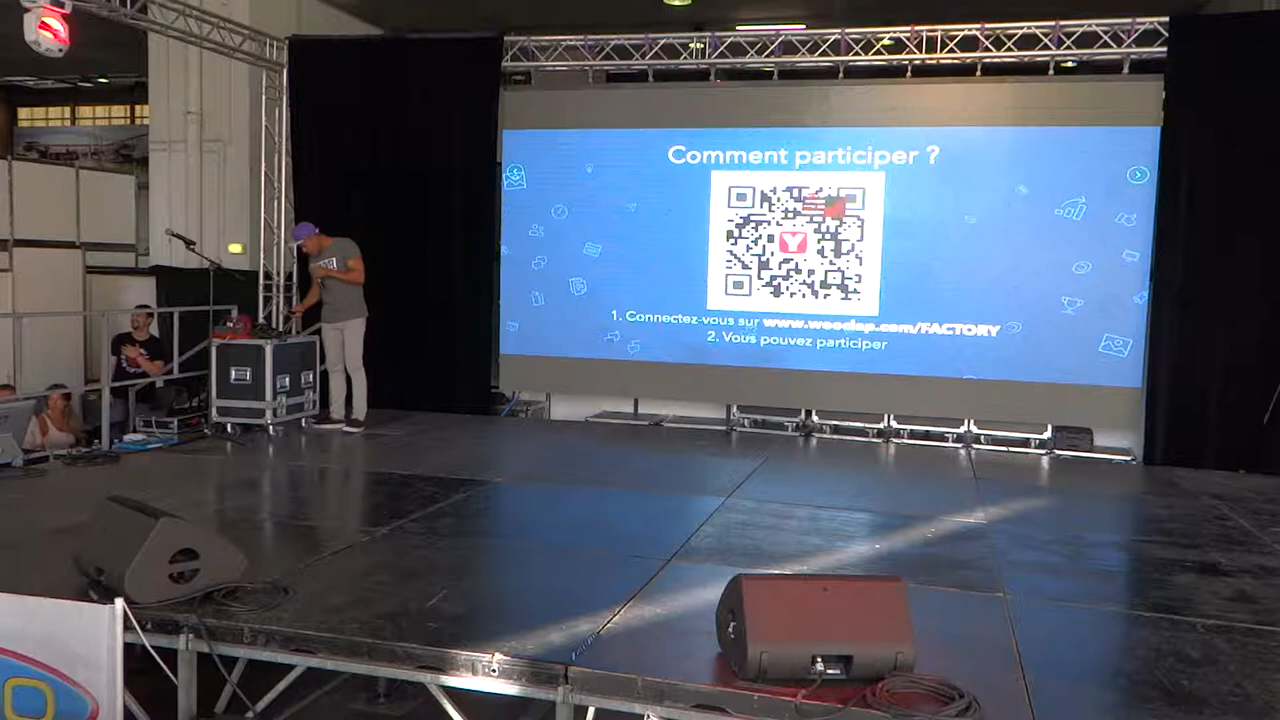 Comment participer ?
Y
1. Connectez-vous sur www.wooclap.com/FACTORY
2. Vous pouvez participer